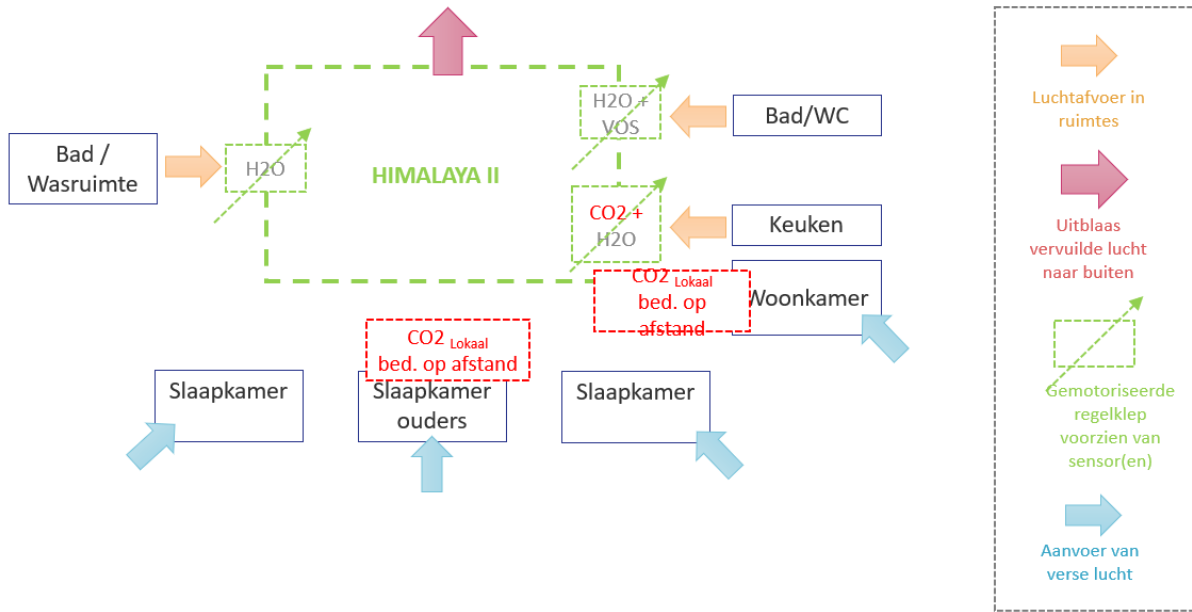 H2O +
VOS
Bad/WC
Bad /
Wasruimte
H2O
HIMALAYA II
CO2 +
H2O
Keuken
CO2 Lokaal
bed. op
afstand
Woonkamer
CO2 Lokaal
bed. op afstand
Slaapkamer
Slaapkamer
ouders
Slaapkamer
Luchtafvoer in
ruimtes
Uitblaas
vervuilde lucht
naar buiten
Gemotoriseerde
regelklep
voorzien van
sensor(en)
Aanvoer van
verse lucht